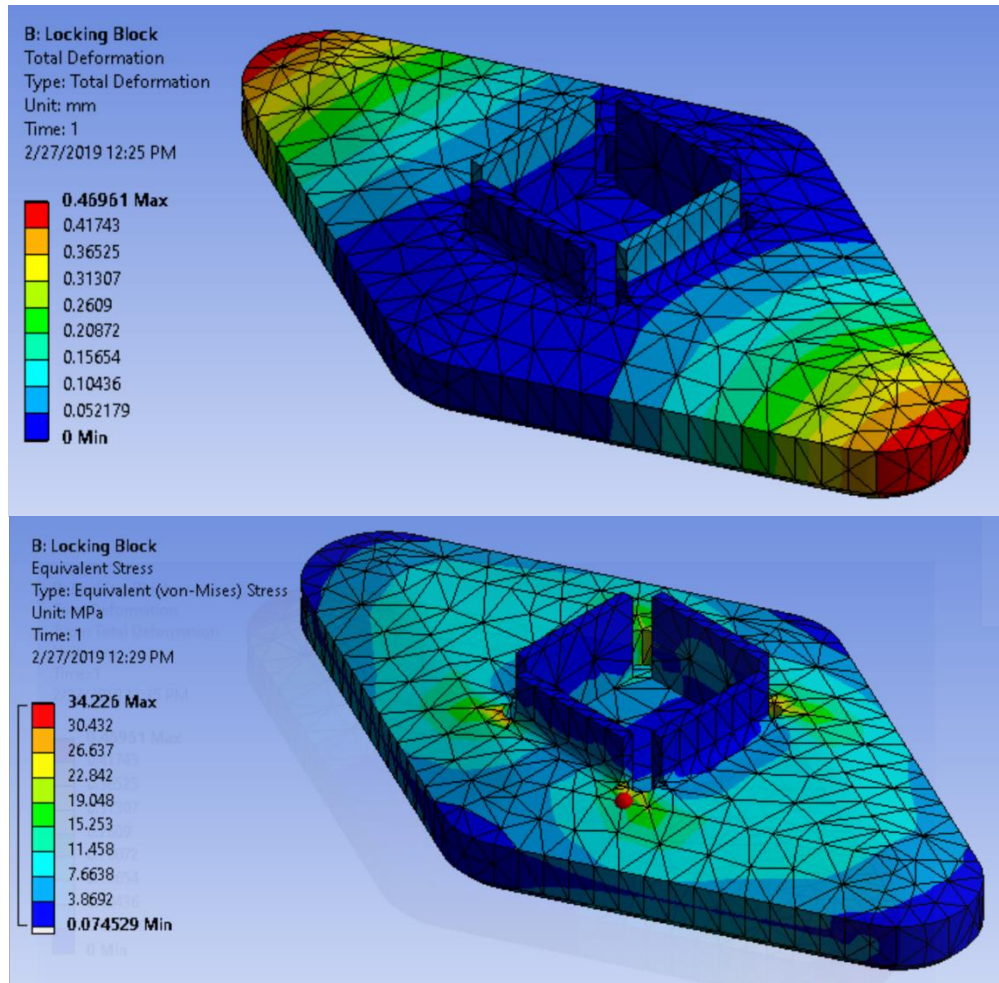 B: Locking Block
Total Deformation
Type: Total Deformation
Unit: mm
Time: 1
2/27/2019 12:25 PM
0.46961 Max
0.41743
0.36525
0.31307
0.2609
0.20872
0.15654
0.10436
0.052179
0 Min
B: Locking Block
Equivalent Stress
Type: Equivalent (von-Mises) Stress
Unit: MPa
Time: 1
2/27/2019 12:29 PM
34.226 Max
30.432
26.637
22.842
19.048
15.253
11.458
7.6638
3.8692
0.074529 Min
0 Min